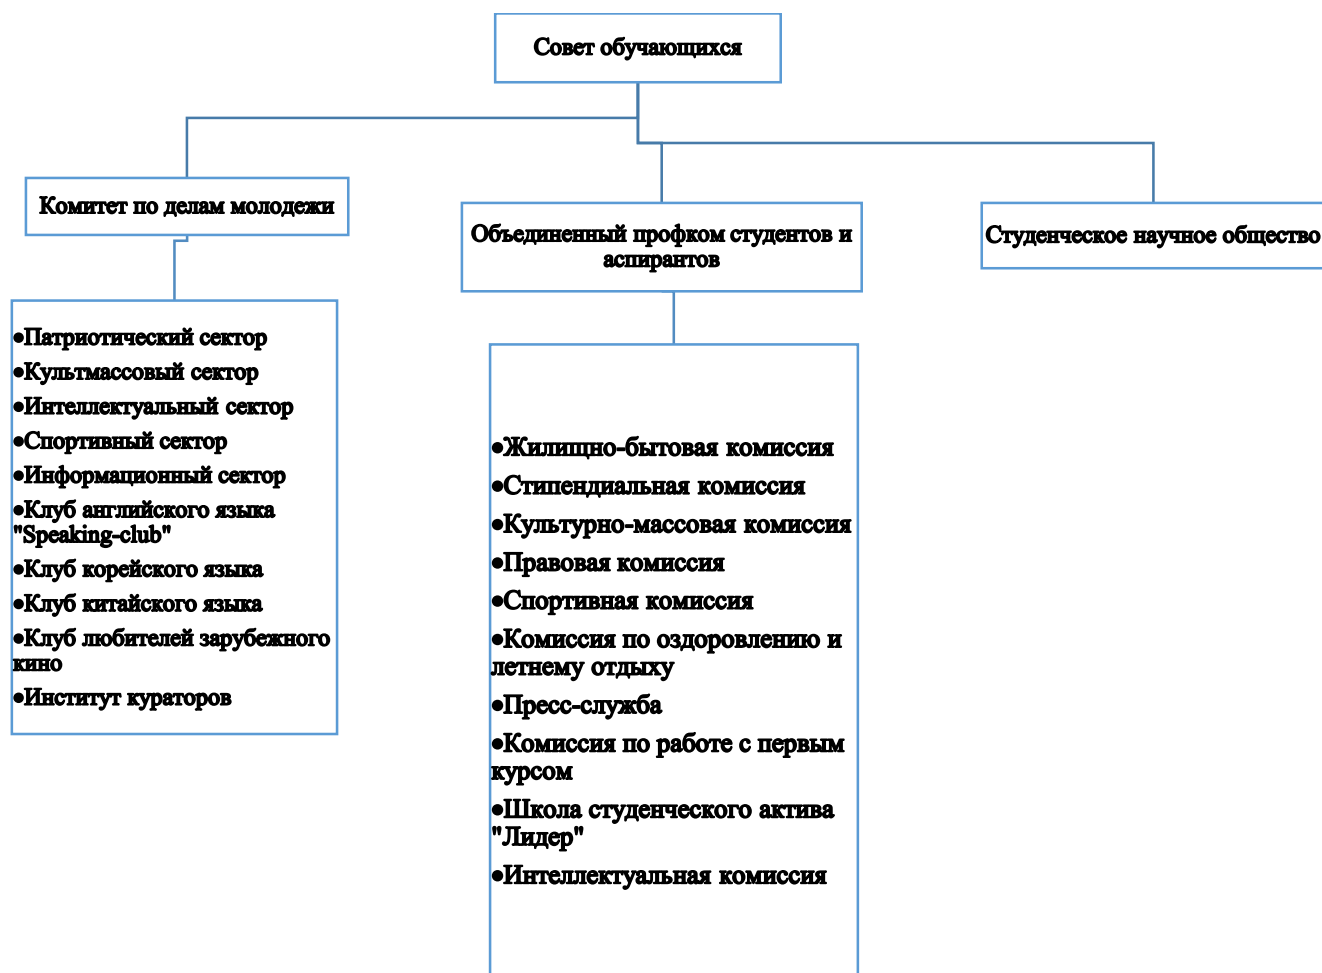 Совет обучающихся
Комитет по делам молодежи
Объединенный профком студентов и
аспирантов
Студенческое научное общество
•Патриотический сектор
•Культмассовый сектор
•Интеллектуальный сектор
•Спортивный сектор
•Информационный сектор
•Клуб английского языка
"Speaking-club"
•Клуб корейского языка
•Клуб китайского языка
•Клуб любителей зарубежного
кино
•Институт кураторов
•Жилищно-бытовая комиссия
•Стипендиальная комиссия
•Культурно-массовая комиссия
•Правовая комиссия
•Спортивная комиссия
•Комиссия по оздоровлению и
летнему отдыху
•Пресс-служба
•Комиссия по работе с первым
курсом
•Школа студенческого актива
"Лидер"
•Интеллектуальная комиссия